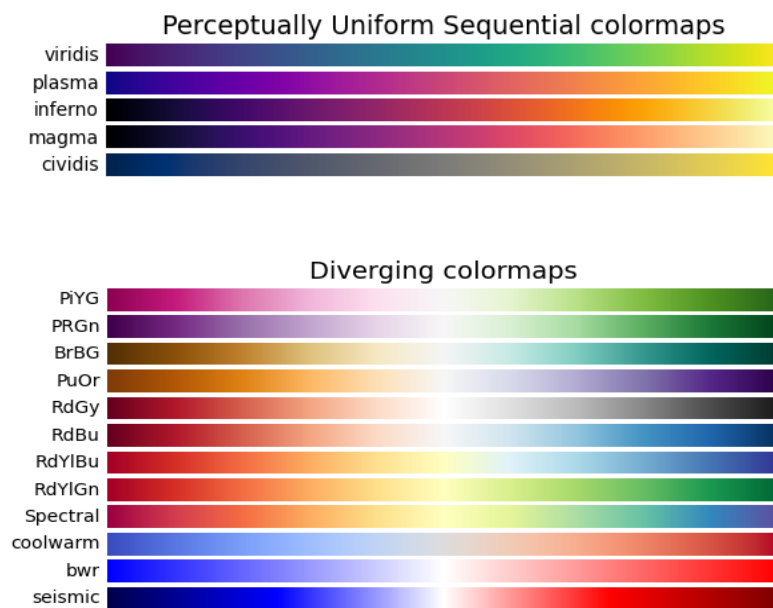 Perceptually Uniform Sequential colormaps
viridis
plasma
inferno
magma
cividis
Diverging colormaps
PiYG
PRGn
BrBG
PuOr
RdGy
RdBu
RdYlBu
RdYlGn
Spectral
coolwarm
bwr
seismic